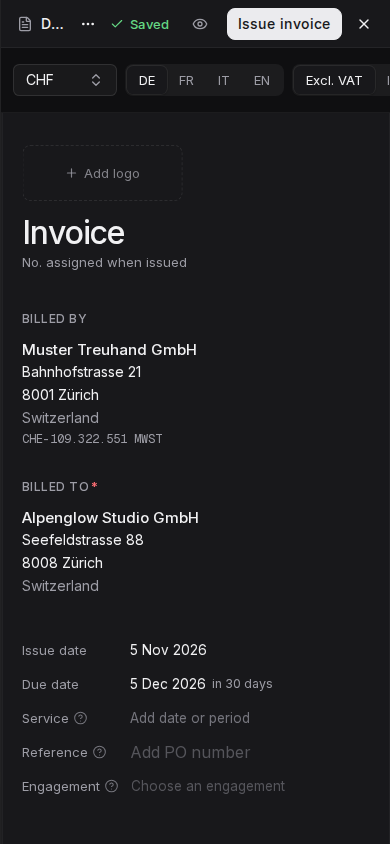 D... ... Saved Issue invoice
CHF DE FR IT EN Excl. VAT
+ Add logo
Invoice
No. assigned when issued
BILLED BY
Muster Treuhand GmbH
Bahnhofstrasse 21
8001 Zürich
Switzerland
CHE-109.322.551 MWST
BILLED TO*
Alpenglow Studio GmbH
Seefeldstrasse 88
8008 Zürich
Switzerland
Issue date 5 Nov 2026
Due date 5 Dec 2026 in 30 days
Service Add date or period
Reference Add PO number
Engagement Choose an engagement